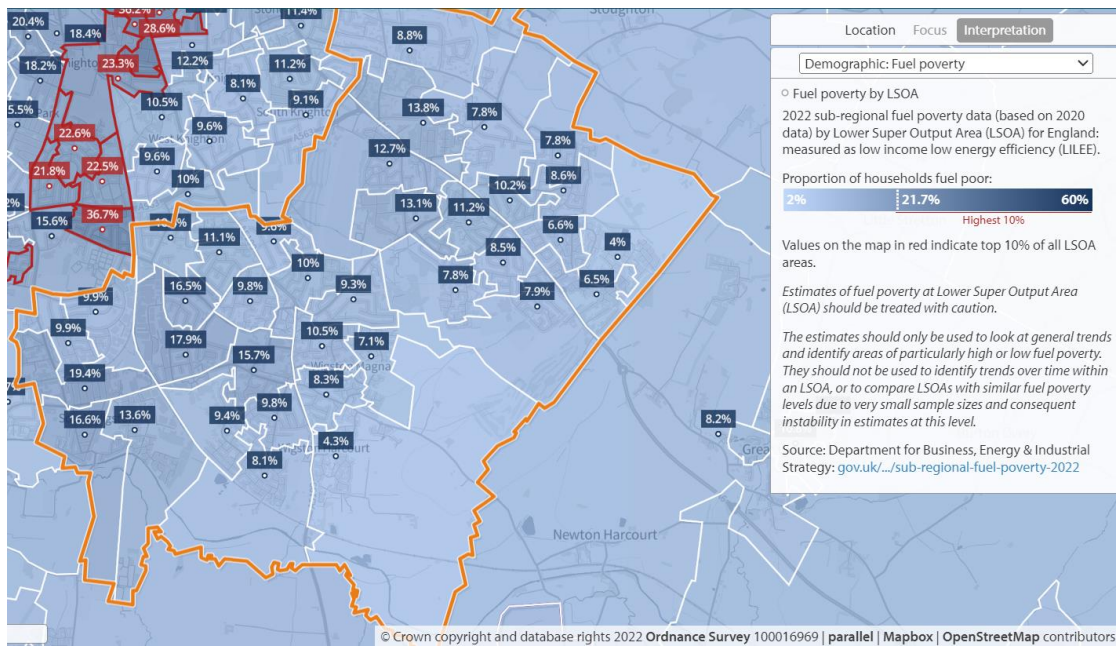 36.2%
11.4%
20.4%
18.4%
28.6%
8.8%
Stoughton
18.2%
23.3%
12.2%
11.2%
8.1%
5.5%
10.5%
9.1%
South Knighton
13.8%
7.8%
22.6%
9.6%
West Knighton
12.7%
7.8%
9.6%
21.8%
22.5%
10%
8.6%
10.2%
13.1%
11.2%
15.6%
36.7%
6.6%
11.1%
9.6%
8.5%
4%
10%
7.8%
6.5%
16.5%
9.8%
9.3%
7.9%
9.9%
9.9%
10.5%
17.9%
7.1%
15.7%
8.3%
19.4%
9.8%
16.6%
13.6%
9.4%
8.2%
4.3%
Wigston Harcourt
8.1%
Grea
Newton Harcourt
Location Focus Interpretation
Demographic: Fuel poverty
Fuel poverty by LSOA
2022 sub-regional fuel poverty data (based on 2020
data) by Lower Super Output Area (LSOA) for England:
measured as low income low energy efficiency (LILEE).
Proportion of households fuel poor:
2% 21.7% 60%
Highest 10%
Values on the map in red indicate top 10% of all LSOA
areas.
Estimates of fuel poverty at Lower Super Output Area
(LSOA) should be treated with caution.
The estimates should only be used to look at general trends
and identify areas of particularly high or low fuel poverty.
They should not be used to identify trends over time within
an LSOA, or to compare LSOAs with similar fuel poverty
levels due to very small sample sizes and consequent
instability in estimates at this level.
Source: Department for Business, Energy & Industrial
Strategy: gov.uk/.../sub-regional-fuel-poverty-2022
© Crown copyright and database rights 2022 Ordnance Survey 100016969 | parallel | Mapbox | OpenStreetMap contributors